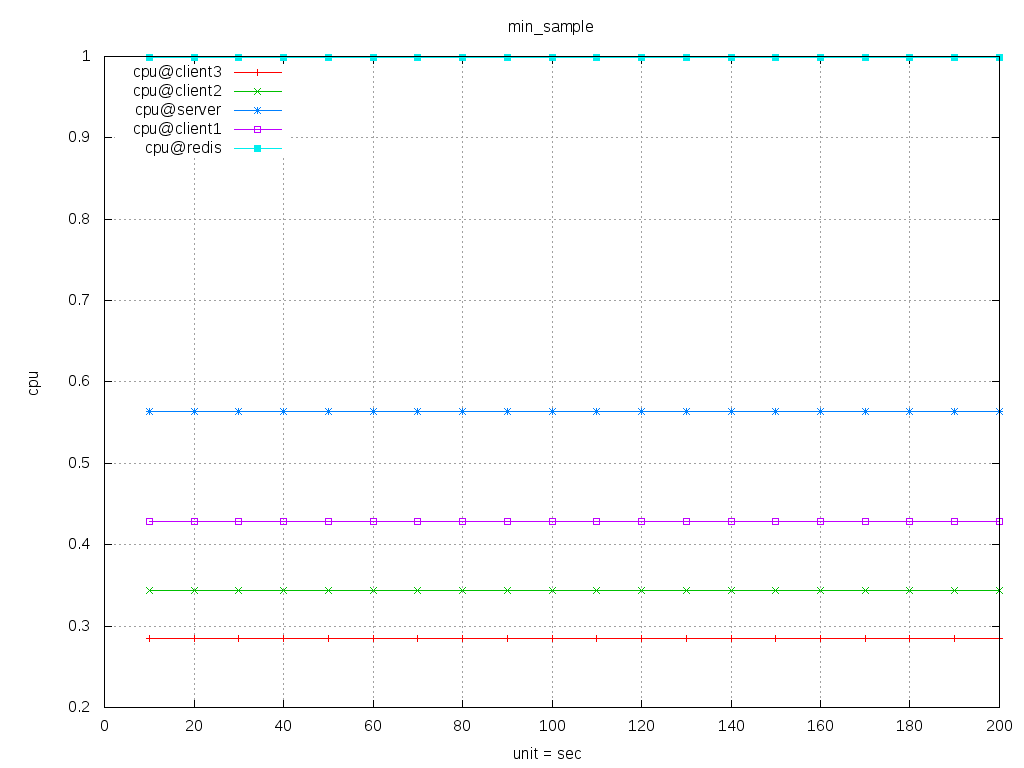 min_sample
1
cpu@client3
cpu@client2
cpu@server
cpu@client1
cpu@redis
0.9
0.8
0.7
0.6
cpu
0.5
0.4
0.3
0.2
0 20 40 60 80 100 120 140 160 180 200
unit = sec